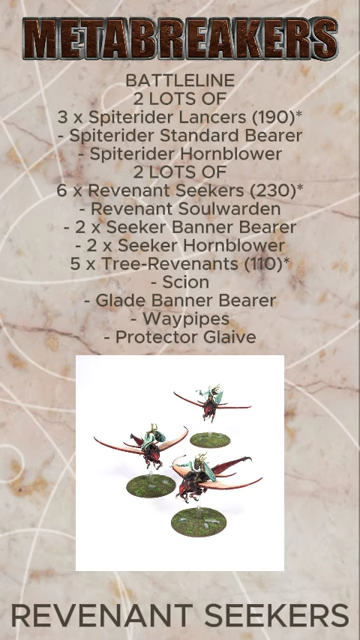 METABREAKERS
BATTLELINE
2 LOTS OF
3 x Spiterider Lancers (190)*
- Spiterider Standard Bearer
- Spiterider Hornblower
2 LOTS OF
6 x Revenant Seekers (230)*
- Revenant Soulwarden
- 2 x Seeker Banner Bearer
- 2 x Seeker Hornblower
5 x Tree-Revenants (110)*
- Scion
- Glade Banner Bearer
- Waypipes
- Protector Glaive
REVENANT SEEKERS